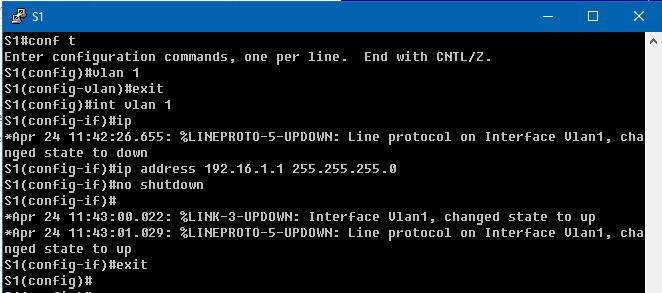 S1
S1#conf t
Enter configuration commands, one per line.  End with CNTL/Z.
S1(config)#vlan 1
S1(config-vlan)#exit
S1(config)#int vlan 1
S1(config-if)#ip
*Apr 24 11:42:26.655: %LINEPROTO-5-UPDOWN: Line protocol on Interface Vlan1, cha
nged state to down
S1(config-if)#ip address 192.16.1.1 255.255.255.0
S1(config-if)#no shutdown
S1(config-if)#
*Apr 24 11:43:00.022: %LINK-3-UPDOWN: Interface Vlan1, changed state to up
*Apr 24 11:43:01.029: %LINEPROTO-5-UPDOWN: Line protocol on Interface Vlan1, cha
nged state to up
S1(config-if)#exit
S1(config)#